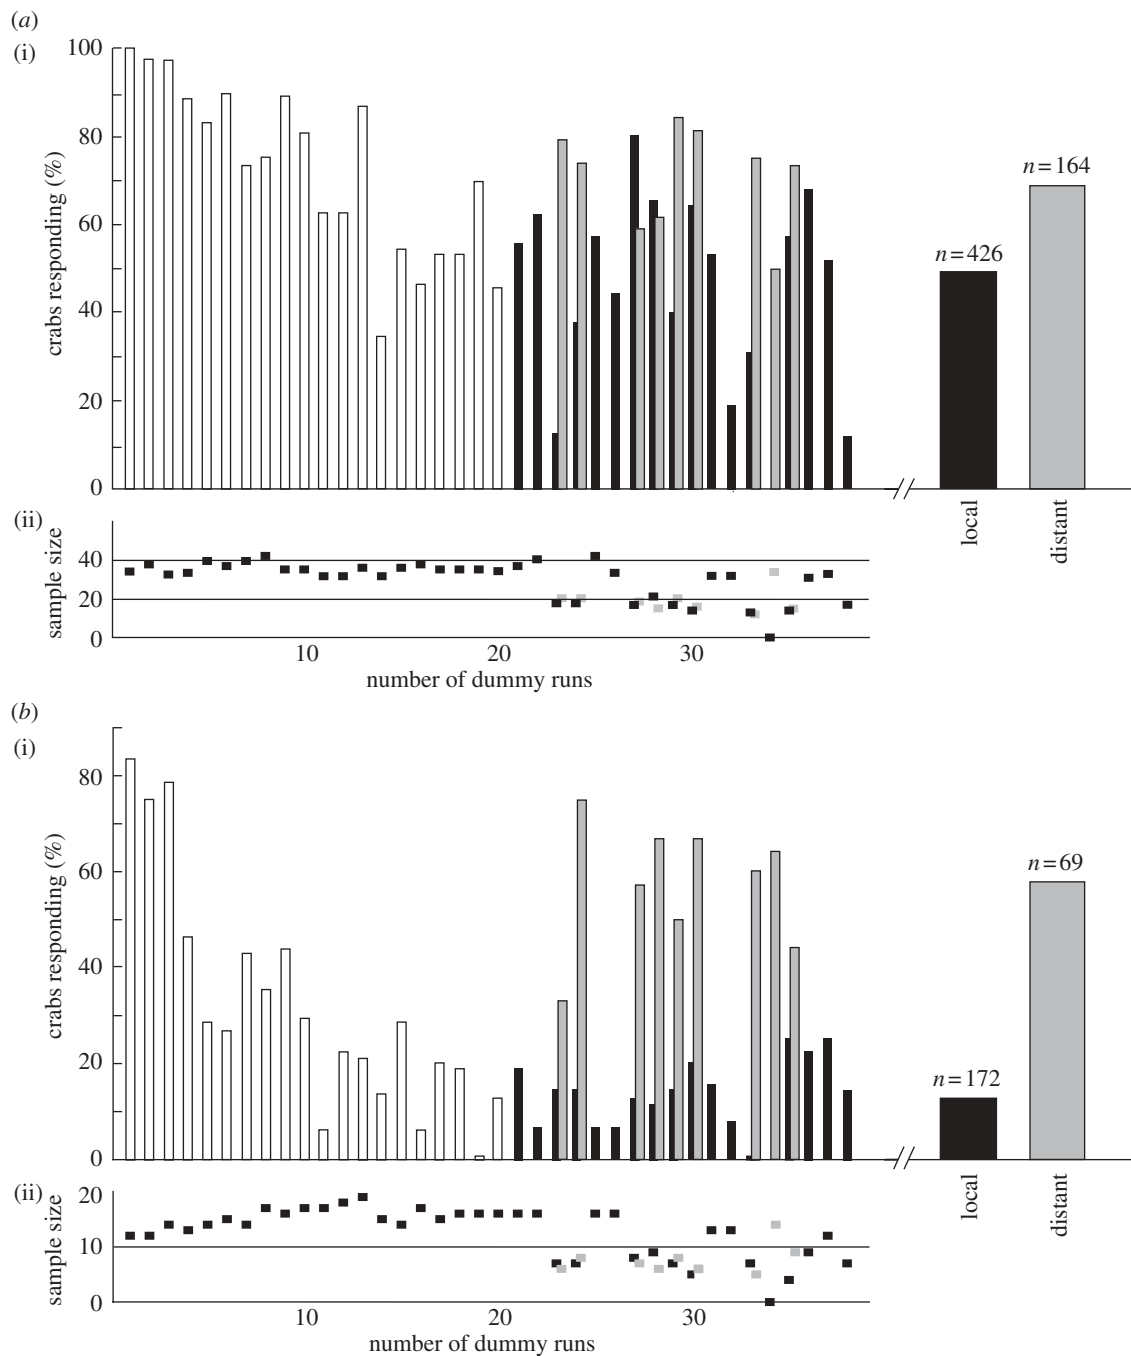 (a)
(i)
100
80
60
40
20
0
crabs responding (%)
n=426
n=164
local
distant
(ii)
sample size
40
20
0
10
20
30
number of dummy runs
(b)
(i)
80
60
40
20
0
crabs responding (%)
n=172
n=69
local
distant
(ii)
sample size
20
10
0
10
20
30
number of dummy runs